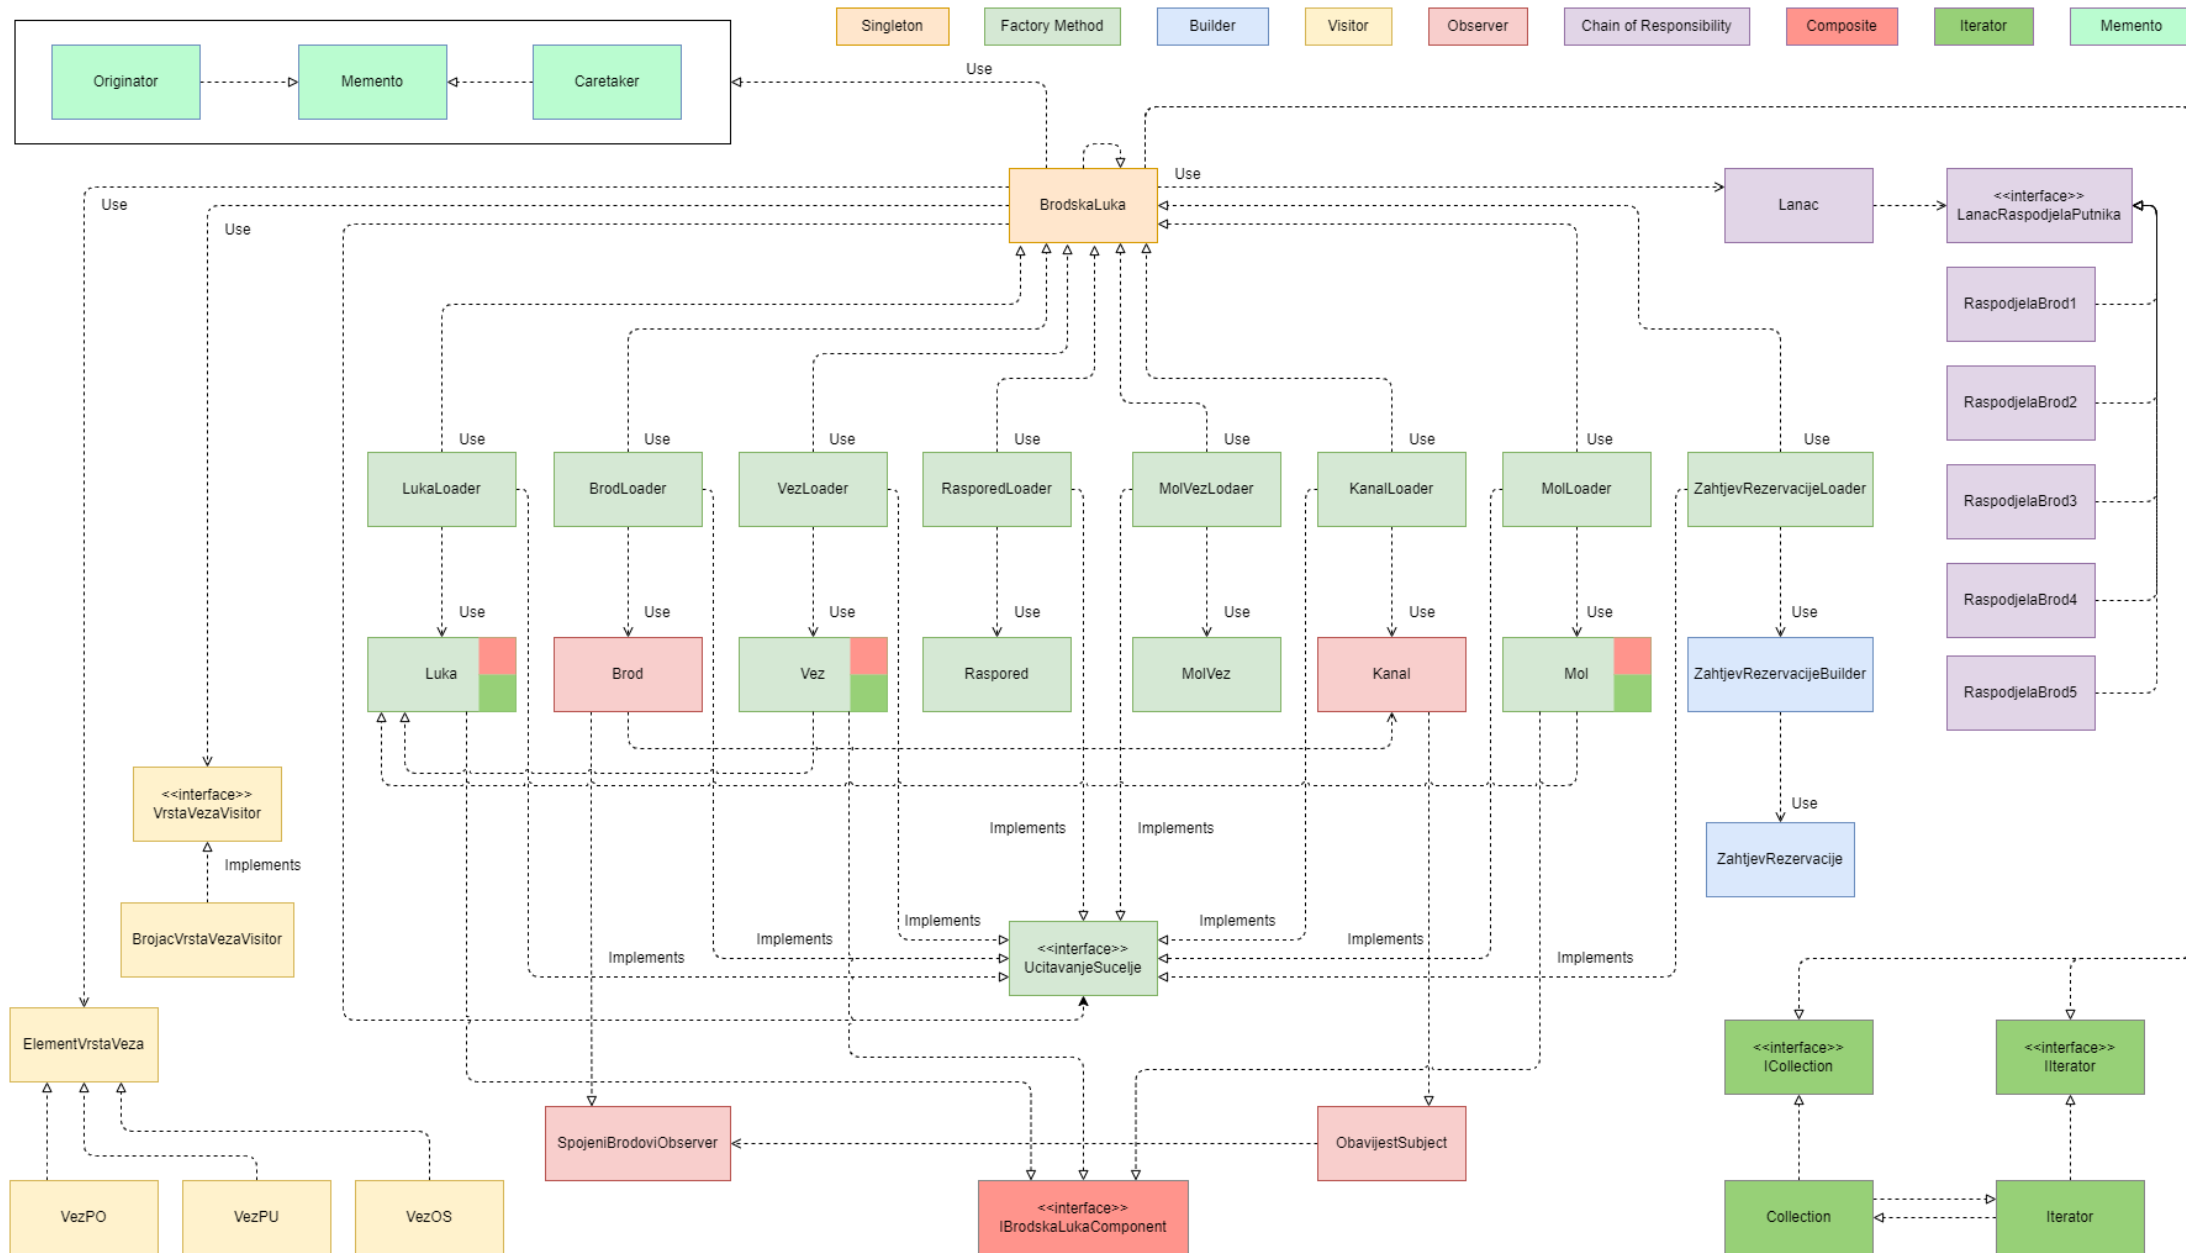 Singleton
Factory Method
Builder
Visitor
Observer
Chain of Responsibility
Composite
Iterator
Memento
Originator
Memento
Caretaker
Use
BrodskaLuka
Use
Lanac
<<interface>>
LanacRaspodjelaPutnika
Use
Use
RaspodjelaBrod1
RaspodjelaBrod2
RaspodjelaBrod3
RaspodjelaBrod4
RaspodjelaBrod5
Use
Use
Use
Use
Use
Use
Use
Use
LukaLoader
BrodLoader
VezLoader
RasporedLoader
MolVezLodaer
KanalLoader
MolLoader
ZahtjevRezervacijeLoader
Use
Use
Use
Use
Use
Use
Use
Use
Luka
Brod
Vez
Raspored
MolVez
Kanal
Mol
ZahtjevRezervacijeBuilder
<<interface>>
VrstaVezaVisitor
Use
Implements
Implements
Implements
ZahtjevRezervacije
BrojacVrstaVezaVisitor
Implements
Implements
Implements
Implements
Implements
Implements
<<interface>>
UcitavanjeSucelje
ElementVrstaVeza
<<interface>>
ICollection
<<interface>>
IIterator
SpojeniBrodoviObserver
ObavijestSubject
VezPO
VezPU
VezOS
<<interface>>
IBrodskaLukaComponent
Collection
Iterator